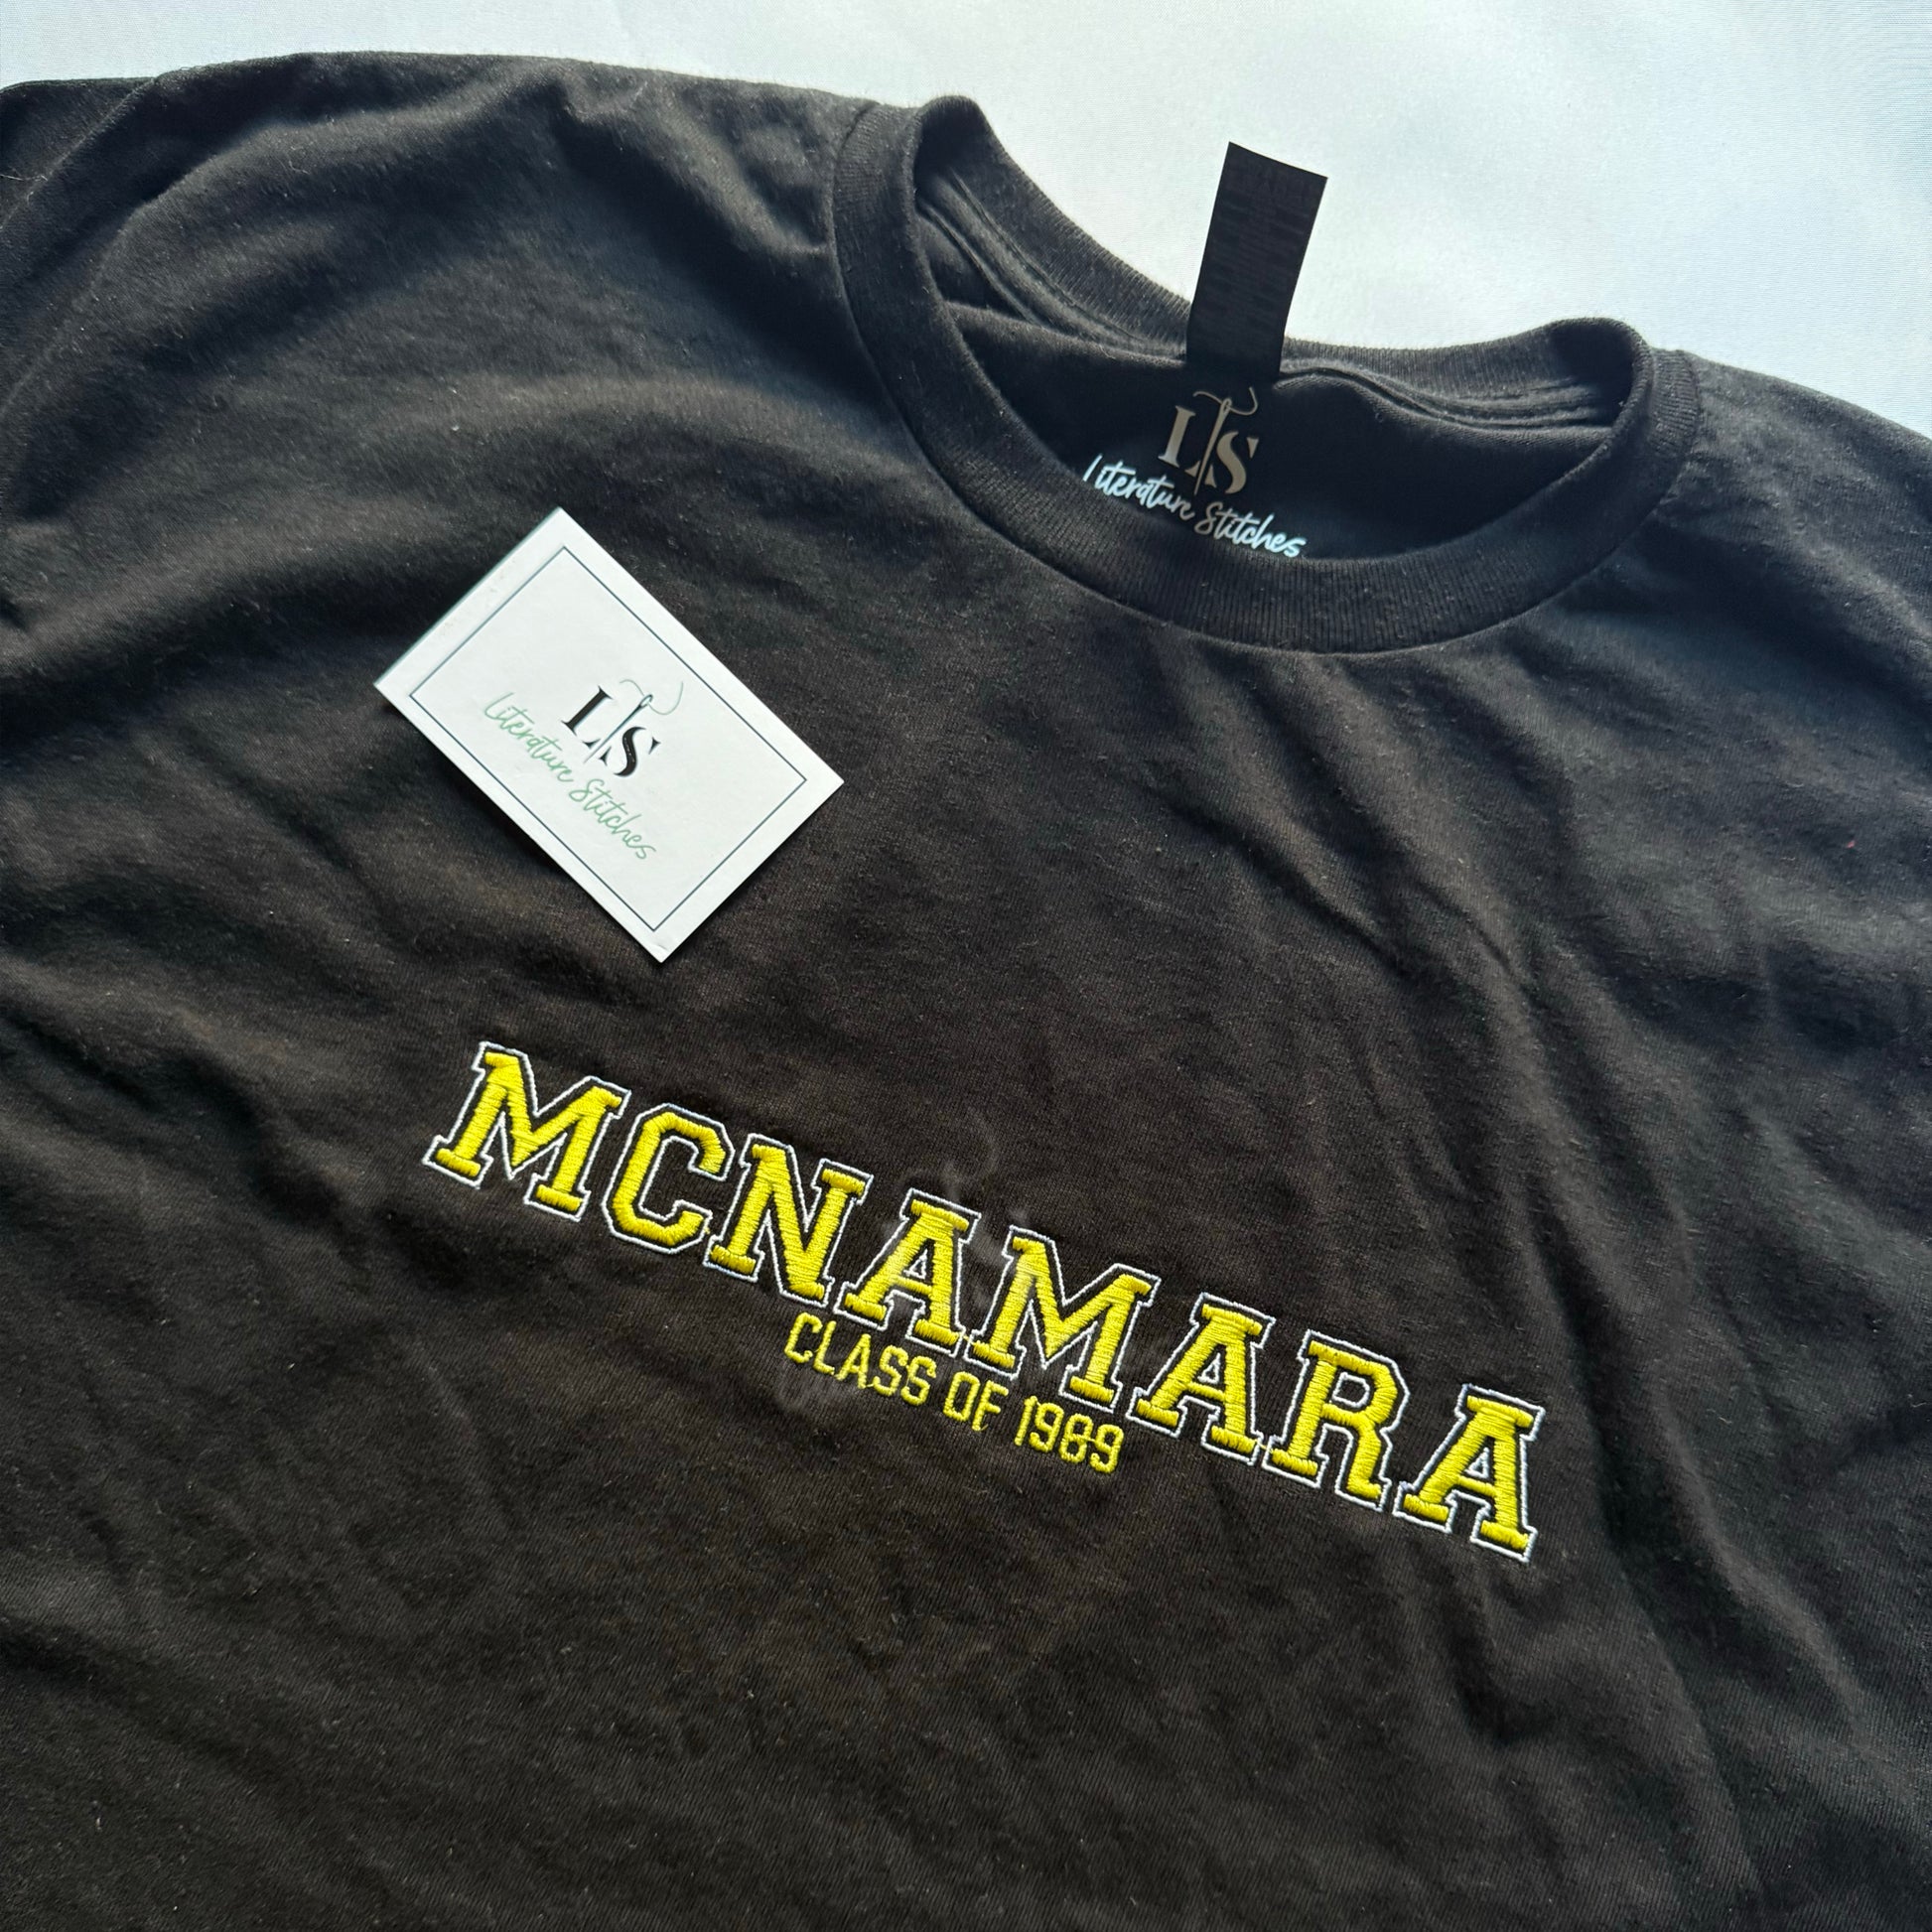 LS
Literature Stitches
LS
Literature Stitches
MCNAMARA
CLASS OF 1989